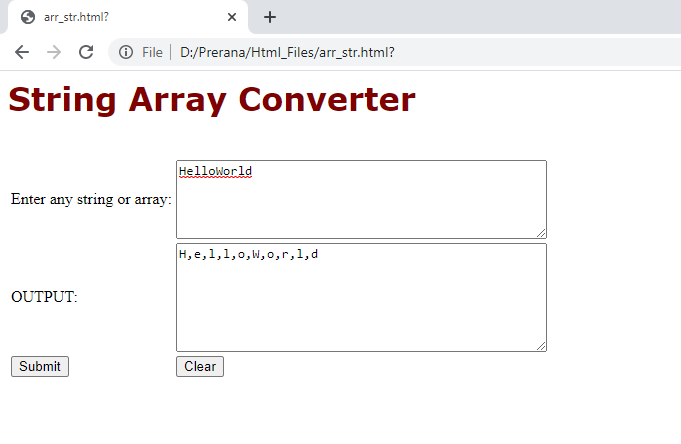 arr_str.html?
File D:/Prerana/Html_Files/arr_str.html?
String Array Converter
HelloWorld
Enter any string or array:
H,e,l,l,o,W,o,r,l,d
OUTPUT:
Submit Clear